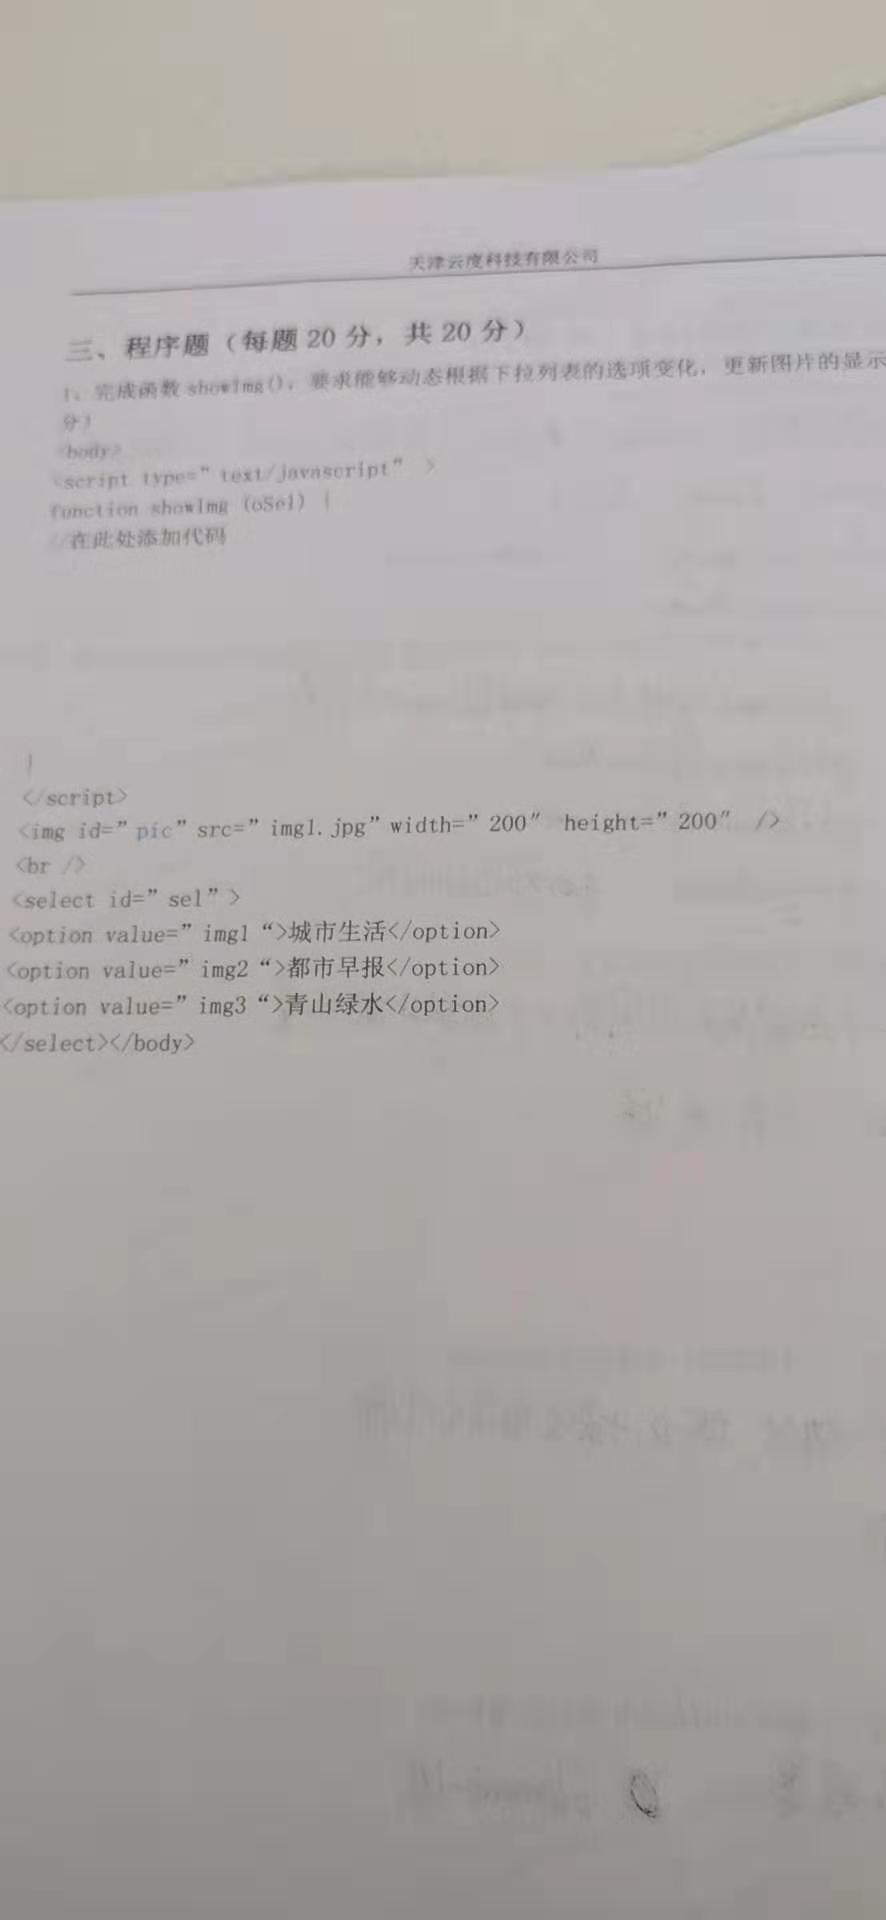 天津云度科技有限公司
三、程序题（每题 20 分，共 20 分）
1、完成函数 showImg()，要求能够动态根据下拉列表的选项变化，更新图片的显示
分）
<body>
<script type=”text/javascript” >
function showImg (oSel) {
//在此处添加代码
}
</script>
<img id=”pic”src=”img1.jpg”width=”200″ height=”200″ />
<br />
<select id=”sel”>
<option value=”img1“>城市生活</option>
<option value=”img2“>都市早报</option>
<option value=”img3“>青山绿水</option>
</select></body>